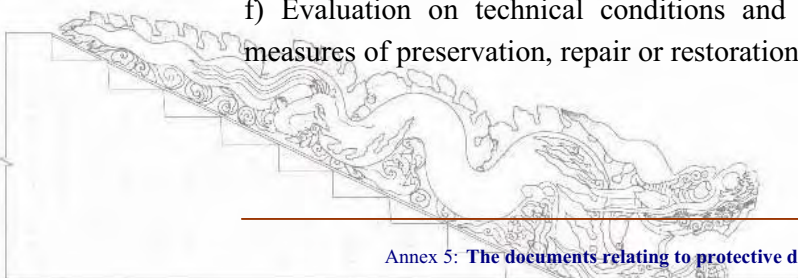 f) Evaluation on technical conditions and
measures of preservation, repair or restoration
Annex 5: The documents relating to protective d